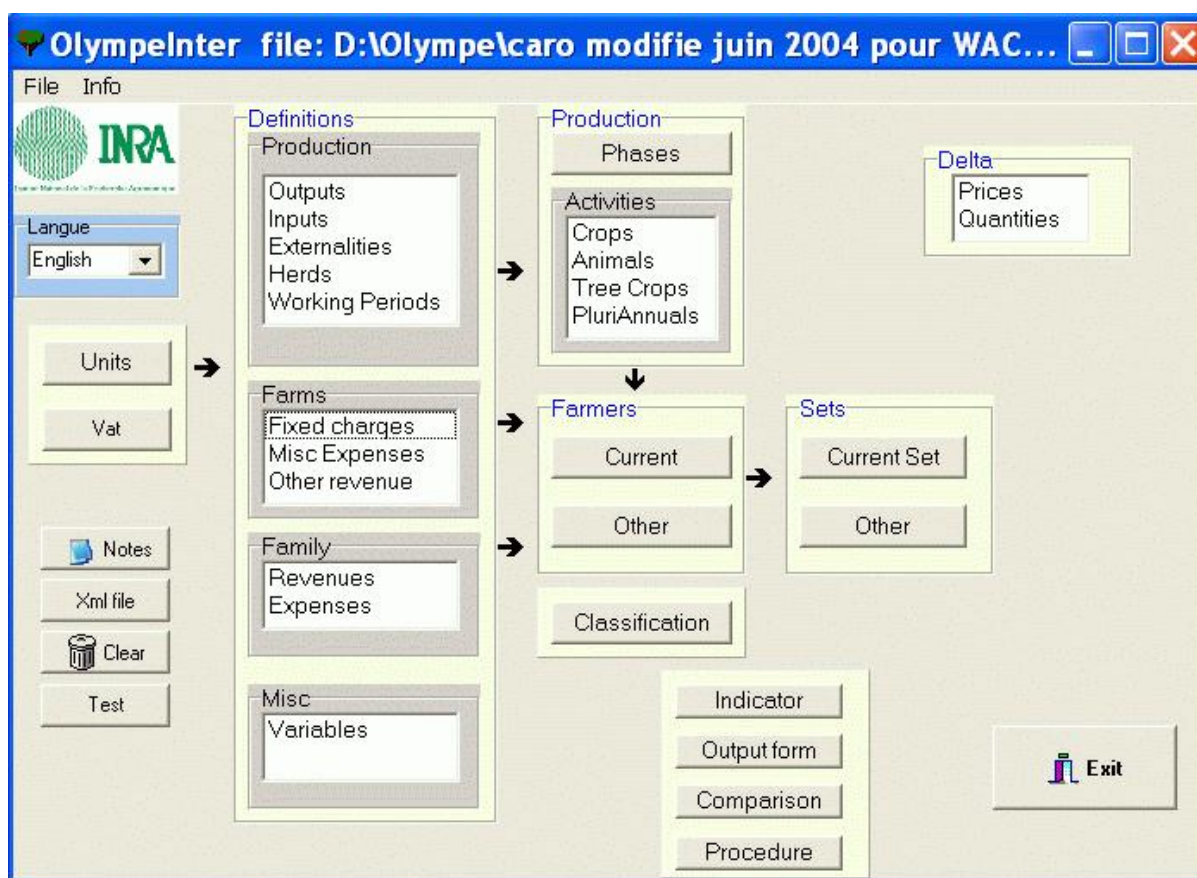 OlympeInter file: D:\Olympe\caro modifie juin 2004 pour WAC...
File Info
INRA
Langue
English
Units
Vat
Notes
Xml file
Clear
Test
Definitions
Production
Outputs
Inputs
Externalities
Herds
Working Periods
Farms
Fixed charges
Misc Expenses
Other revenue
Family
Revenues
Expenses
Misc
Variables
Production
Phases
Activities
Crops
Animals
Tree Crops
PluriAnnuals
Farmers
Current
Other
Classification
Sets
Current Set
Other
Delta
Prices
Quantities
Indicator
Output form
Comparison
Procedure
Exit